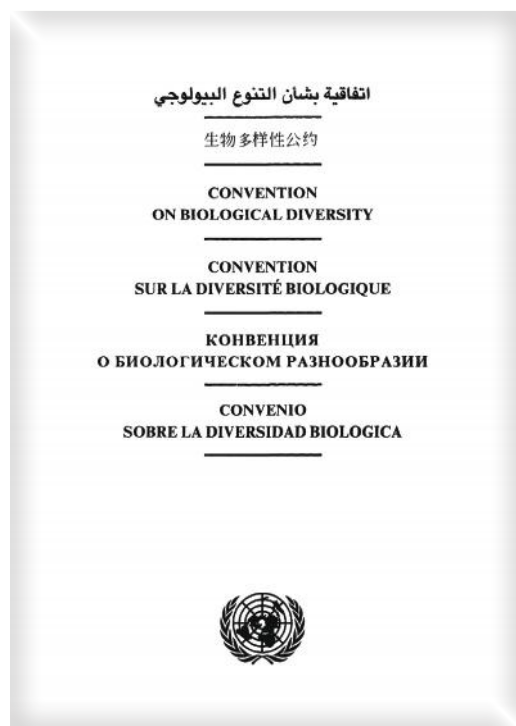 اتفاقية بشأن التنوع البيولوجي
生物多样性公约
CONVENTION
ON BIOLOGICAL DIVERSITY
CONVENTION
SUR LA DIVERSITÉ BIOLOGIQUE
КОНВЕНЦИЯ
О БИОЛОГИЧЕСКОМ РАЗНООБРАЗИИ
CONVENIO
SOBRE LA DIVERSIDAD BIOLOGICA